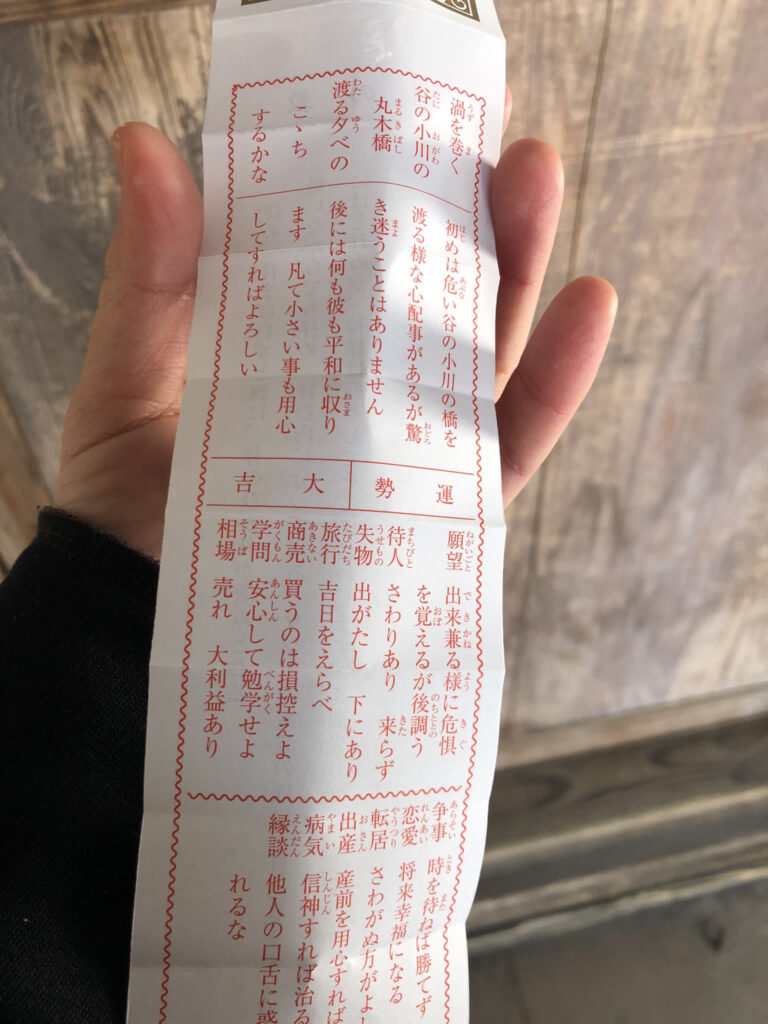 渦を巻く
谷の小川の
丸木橋
渡る夕べの
こゝち
するかな
初めは危い谷の小川の橋を
渡る様な心配事があるが驚
き迷うことはありません
後には何も彼も平和に収り
ます 凡て小さい事も用心
してすればよろしい
運勢 大吉
願望 出来兼る様に危惧
を覚えるが後調う
待人 さわりあり 来らず
失物 出がたし 下にあり
旅行 吉日をえらべ
商売 買うのは損控えよ
学問 安心して勉学せよ
相場 売れ 大利益あり
争事 時を待ねば勝てず
恋愛 将来幸福になる
転居 さわがぬ方がよし
出産 産前を用心すれば
病気 信神すれば治る
縁談 他人の口舌に惑
れるな